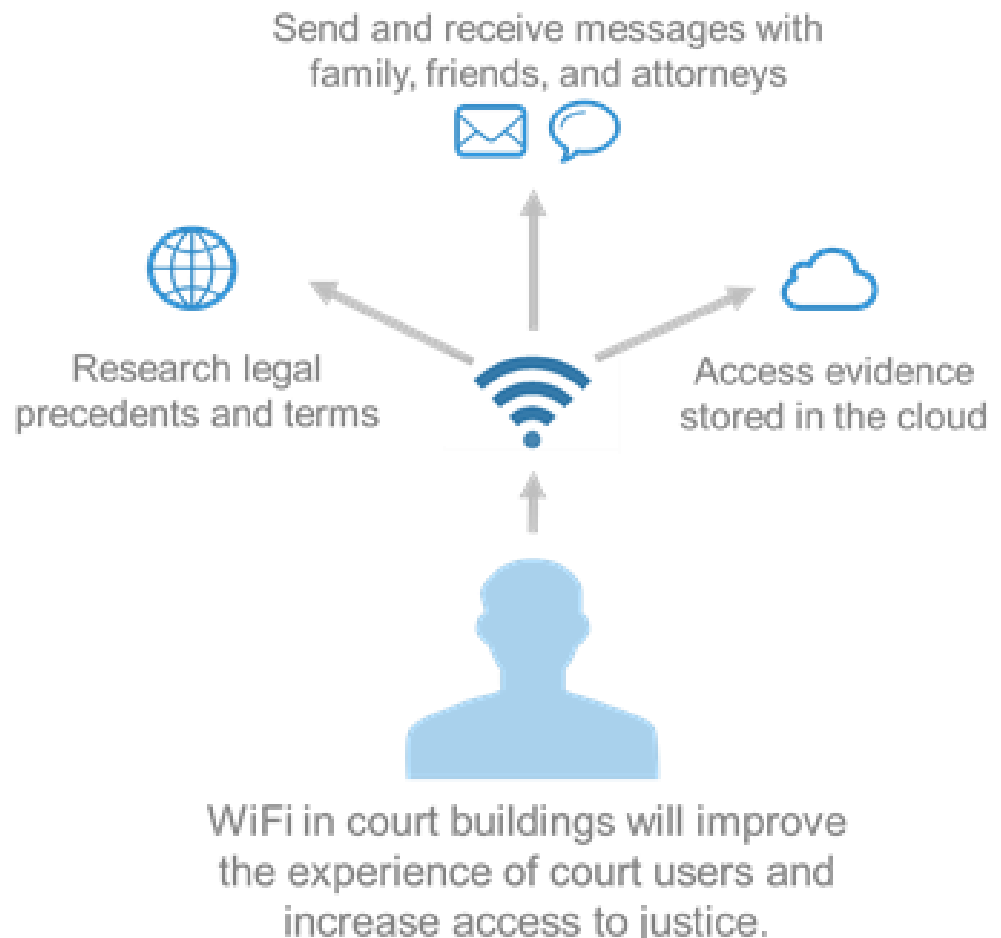 Send and receive messages with
family, friends, and attorneys
Research legal
precedents and terms
Access evidence
stored in the cloud
WiFi in court buildings will improve
the experience of court users and
increase access to justice.